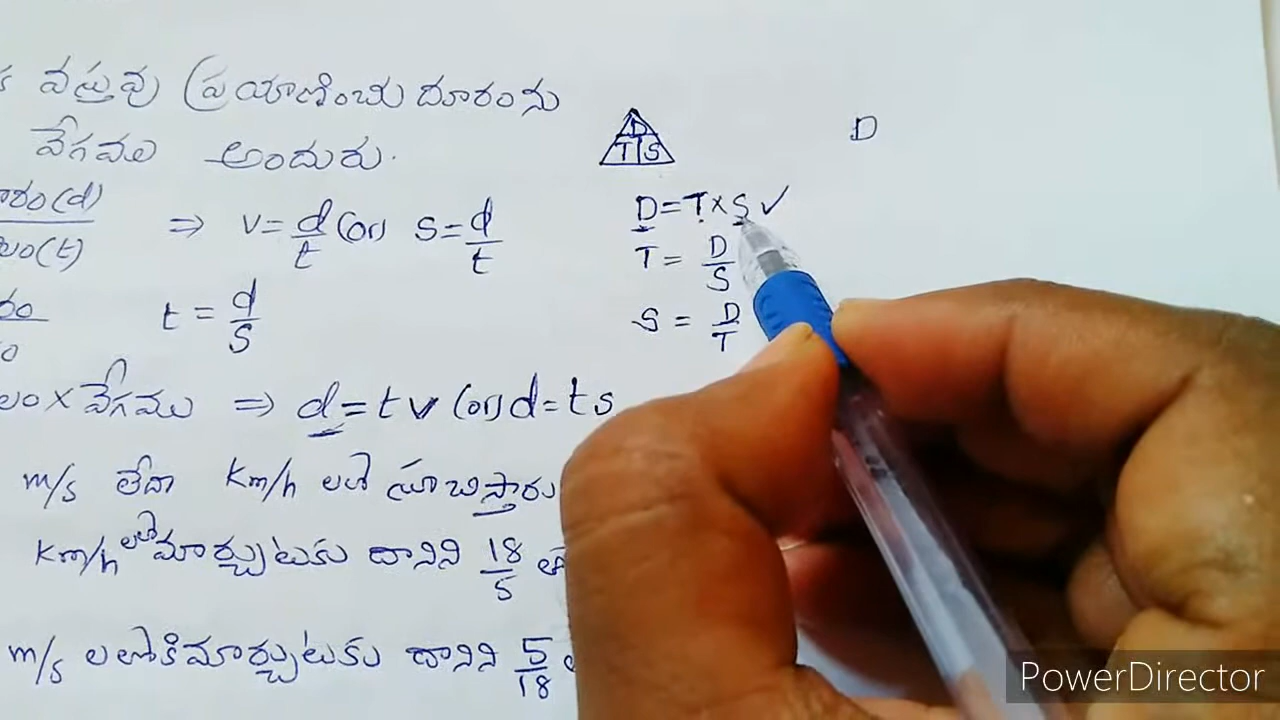 వస్తువు ప్రయాణించు దూరంను
వేగము అందురు.
దూరం(d) / కాలం(t) ⇒ V = d/t (or) S = d/t
t = d/S
కాలం × వేగము ⇒ d = tv (or) d = ts
m/s లేదా Km/h లలో సూచిస్తారు
Km/h లలో మార్చుటకు దానిని 18/5
m/s లలోకి మార్చుటకు దానిని 5/18
D
T S
D = T × S ✓
T = D/S
S = D/T
D
PowerDirector